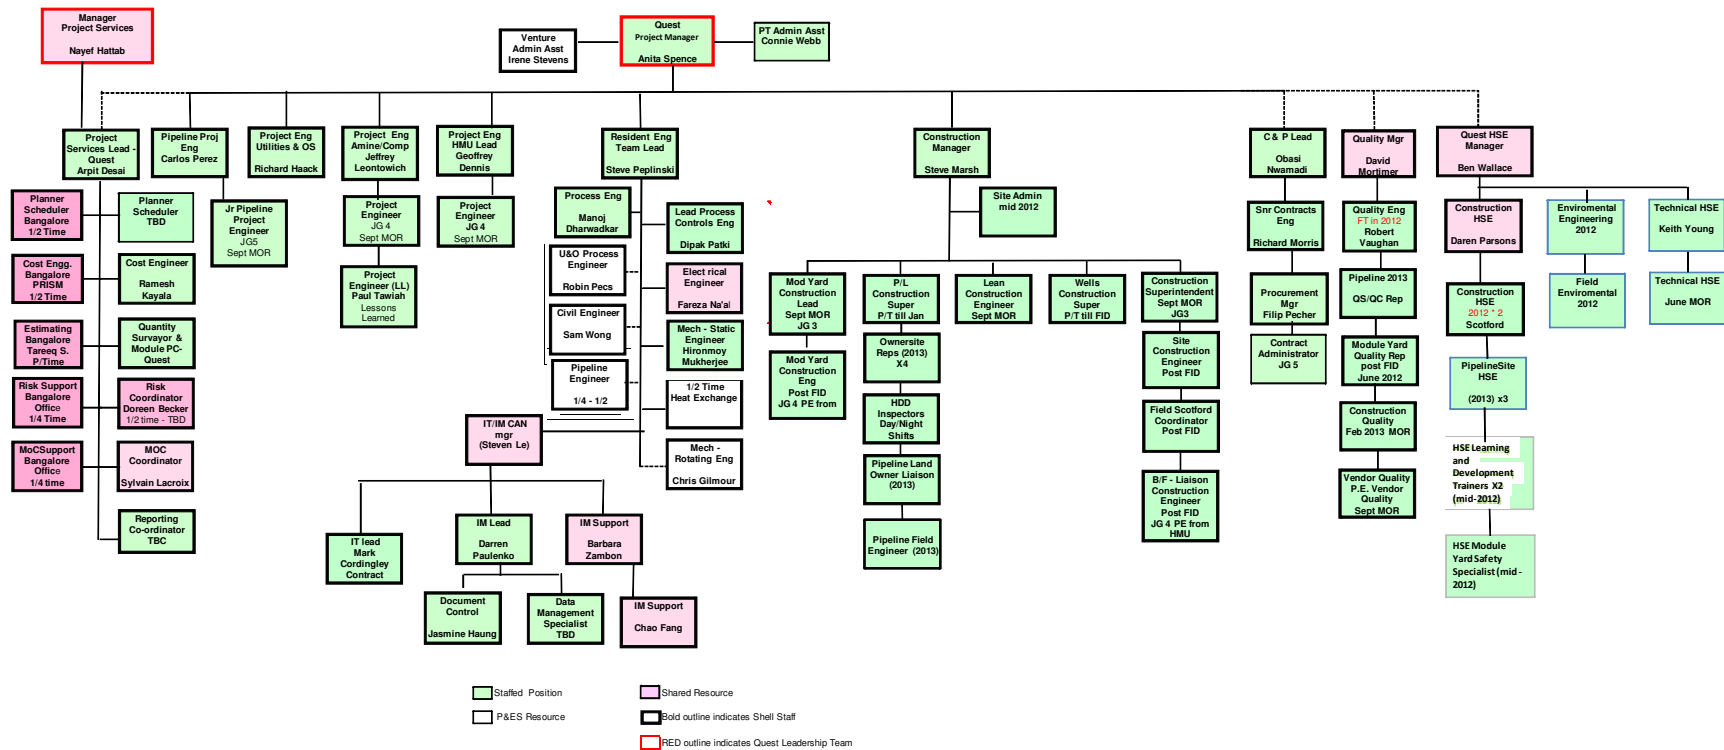 Manager
Project Services
Nayef Hattab
Venture
Admin Asst
Irene Stevens
Quest
Project Manager
Anita Spence
PT Admin Asst
Connie Webb
Project
Services Lead -
Quest
Arpit Desai
Pipeline Proj
Eng
Carlos Perez
Project Eng
Utilities & OS
Richard Haack
Project Eng
Amine/Comp
Jeffrey
Leontowich
Project Eng
HMU Lead
Geoffrey
Dennis
Resident Eng
Team Lead
Steve Peplinski
Construction
Manager
Steve Marsh
C & P Lead
Obasi
Nwamadi
Quality Mgr
David
Mortimer
Quest HSE
Manager
Ben Wallace
Planner
Scheduler
Bangalore
1/2 Time
Planner
Scheduler
TBD
Cost Engg.
Bangalore
PRISM
1/2 Time
Cost Engineer
Ramesh
Kayala
Estimating
Bangalore
Tareeq S.
P/Time
Quantity
Survayor &
Module PC-
Quest
Risk Support
Bangalore
Office
1/4 Time
Risk
Coordinator
Doreen Becker
1/2 time - TBD
MoCSupport
Bangalore
Office
1/4 time
MOC
Coordinator
Sylvain Lacroix
Reporting
Co-ordinator
TBC
Jr Pipeline
Project
Engineer
JG5
Sept MOR
Project
Engineer
JG 4
Sept MOR
Project
Engineer (LL)
Paul Tawiah
Lessons
Learned
Project
Engineer
JG 4
Sept MOR
Process Eng
Manoj
Dharwadkar
Lead Process
Controls Eng
Dipak Patki
U&O Process
Engineer
Robin Pecs
Elect rical
Engineer
Fareza Na'al
Civil Engineer
Sam Wong
Mech - Static
Engineer
Hironmoy
Mukherjee
Pipeline
Engineer
1/4 - 1/2
1/2 Time
Heat Exchange
Mech -
Rotating Eng
Chris Gilmour
IT/IM CAN
mgr
(Steven Le)
IT lead
Mark
Cordingley
Contract
IM Lead
Darren
Paulenko
IM Support
Barbara
Zambon
Document
Control
Jasmine Haung
Data
Management
Specialist
TBD
IM Support
Chao Fang
Site Admin
mid 2012
Mod Yard
Construction
Lead
Sept MOR
JG 3
Mod Yard
Construction
Eng
Post FID
JG 4 PE from
P/L
Construction
Super
P/T till Jan
Ownersite
Reps (2013)
X4
HDD
Inspectors
Day/Night
Shifts
Pipeline Land
Owner Liaison
(2013)
Pipeline Field
Engineer (2013)
Lean
Construction
Engineer
Sept MOR
Wells
Construction
Super
P/T till FID
Construction
Superintendent
Sept MOR
JG3
Site
Construction
Engineer
Post FID
Field Scotford
Coordinator
Post FID
B/F - Liaison
Construction
Engineer
Post FID
JG 4 PE from
HMU
Snr Contracts
Eng
Richard Morris
Procurement
Mgr
Filip Pecher
Contract
Administrator
JG 5
Quality Eng
FT in 2012
Robert
Vaughan
Pipeline 2013
QS/QC Rep
Module Yard
Quality Rep
post FID
June 2012
Construction
Quality
Feb 2013 MOR
Vendor Quality
P.E. Vendor
Quality
Sept MOR
Construction
HSE
Daren Parsons
Construction
HSE
2012 * 2
Scotford
PipelineSite
HSE
(2013) x3
HSE Learning
and
Development
Trainers X2
(mid-2012)
HSE Module
Yard Safety
Specialist (mid -
2012)
Enviromental
Engineering
2012
Field
Enviromental
2012
Technical HSE
Keith Young
Technical HSE
June MOR
Staffed Position
Shared Resource
P&ES Resource
Bold outline indicates Shell Staff
RED outline indicates Quest Leadership Team